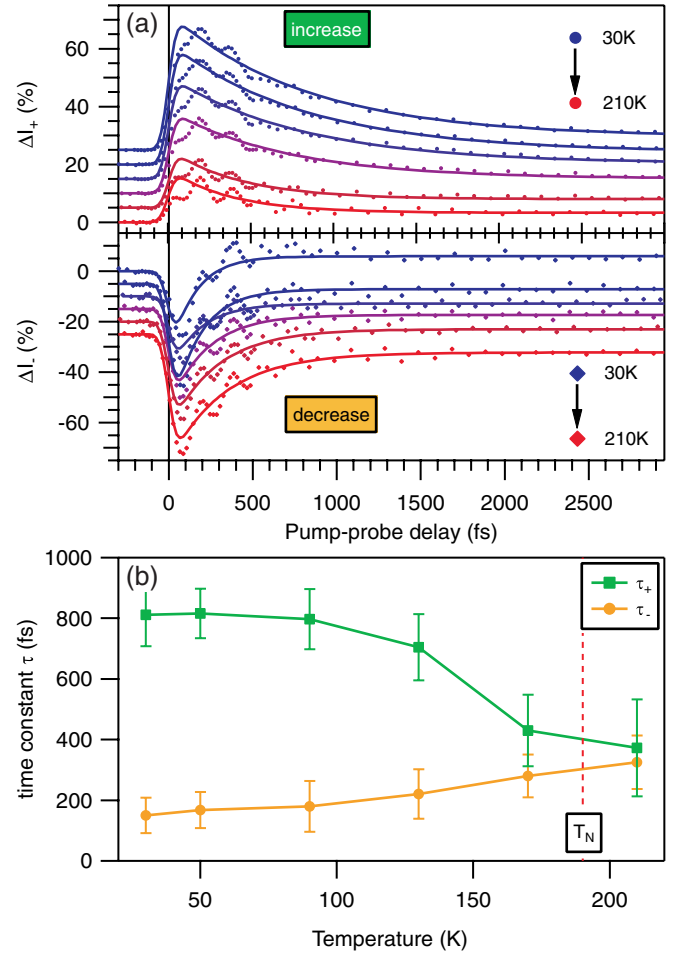 (a)
increase
60
40
20
0
ΔI+ (%)
30K
210K
0
-20
-40
-60
ΔI- (%)
30K
210K
decrease
0 500 1000 1500 2000 2500
Pump-probe delay (fs)
(b)
1000
800
600
400
200
0
time constant τ (fs)
τ+
τ-
TN
50 100 150 200
Temperature (K)